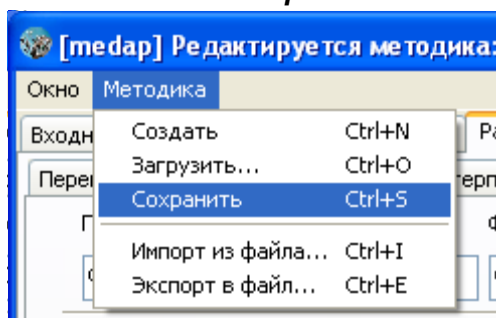 [medap] Редактируется методика:
Окно Методика
Создать Ctrl+N
Загрузить... Ctrl+O
Сохранить Ctrl+S
Импорт из файла... Ctrl+I
Экспорт в файл... Ctrl+E